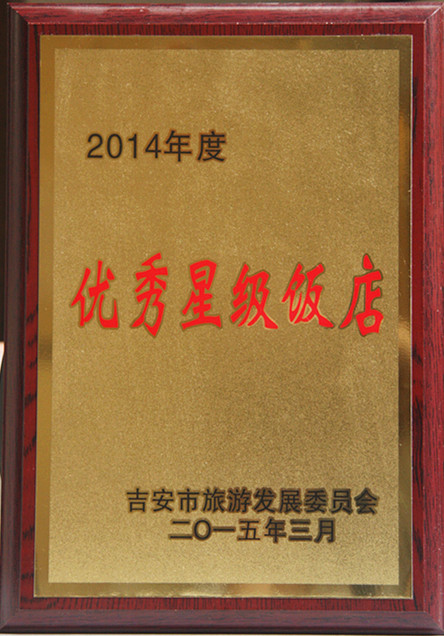 2014年度
优秀星级饭店
吉安市旅游发展委员会
二〇一五年三月